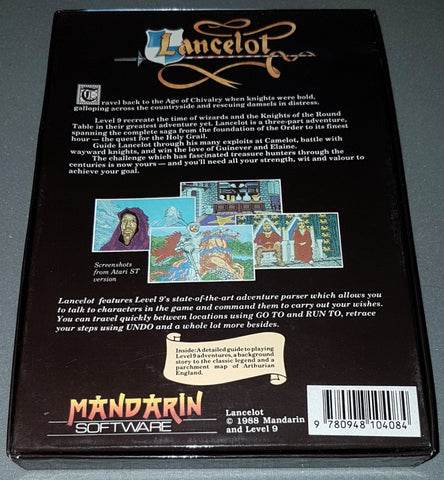 Lancelot
Travel back to the Age of Chivalry when knights were bold,
galloping across the countryside and rescuing damsels in distress.
Level 9 recreate the time of wizards and the Knights of the Round
Table in their greatest adventure yet. Lancelot is a three-part adventure,
spanning the complete saga from the foundation of the Order to its finest
hour — the quest for the Holy Grail.
Guide Lancelot through his many exploits at Camelot, battle with
wayward knights, and win the love of Guinever and Elaine.
The challenge which has fascinated treasure hunters through the
centuries is now yours — and you'll need all your strength, wit and valour to
achieve your goal.
Screenshots
from Atari ST
version
Lancelot features Level 9's state-of-the-art adventure parser which allows you
to talk to characters in the game and command them to carry out your wishes.
You can travel quickly between locations using GO TO and RUN TO, retrace
your steps using UNDO and a whole lot more besides.
Inside: A detailed guide to playing
Level 9 adventures, a background
story to the classic legend and a
parchment map of Arthurian
England.
MANDARIN
SOFTWARE
Lancelot
© 1988 Mandarin
and Level 9
9 780948 104084